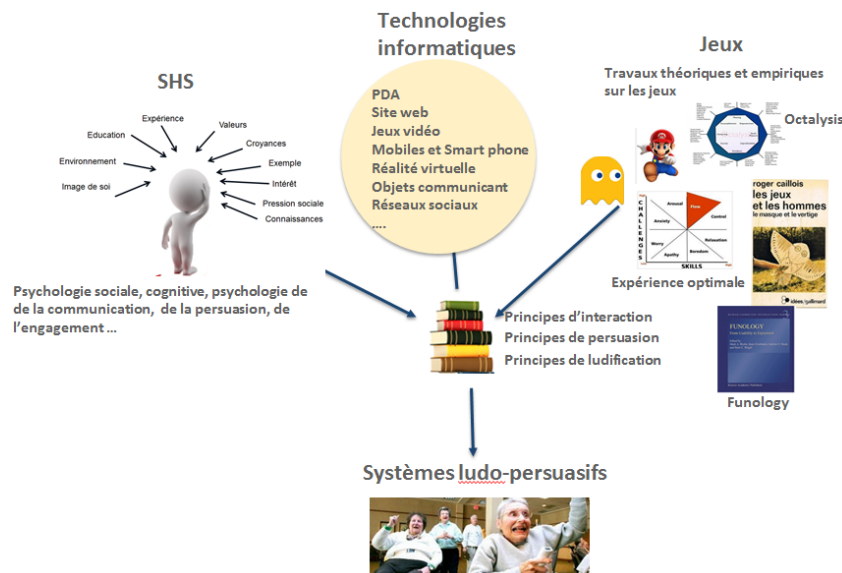 Technologies
informatiques
Jeux
SHS
Travaux théoriques et empiriques
sur les jeux
PDA
Site web
Jeux vidéo
Mobiles et Smart phone
Réalité virtuelle
Objets communicant
Réseaux sociaux
....
Octalysis
Expérience
Valeurs
Education
Croyances
Environnement
Exemple
Image de soi
Intérêt
Pression sociale
Connaissances
Psychologie sociale, cognitive, psychologie de
de la communication, de la persuasion, de
l'engagement ...
CHALLENGES
Arousal
Flow
Anxiety
Control
Worry
Relaxation
Apathy
Boredom
SKILLS
Expérience optimale
roger caillois
les jeux
et les hommes
le masque et le vertige
idées/gallimard
Principes d'interaction
Principes de persuasion
Principes de ludification
FUNOLOGY
Funology
Systèmes ludo-persuasifs